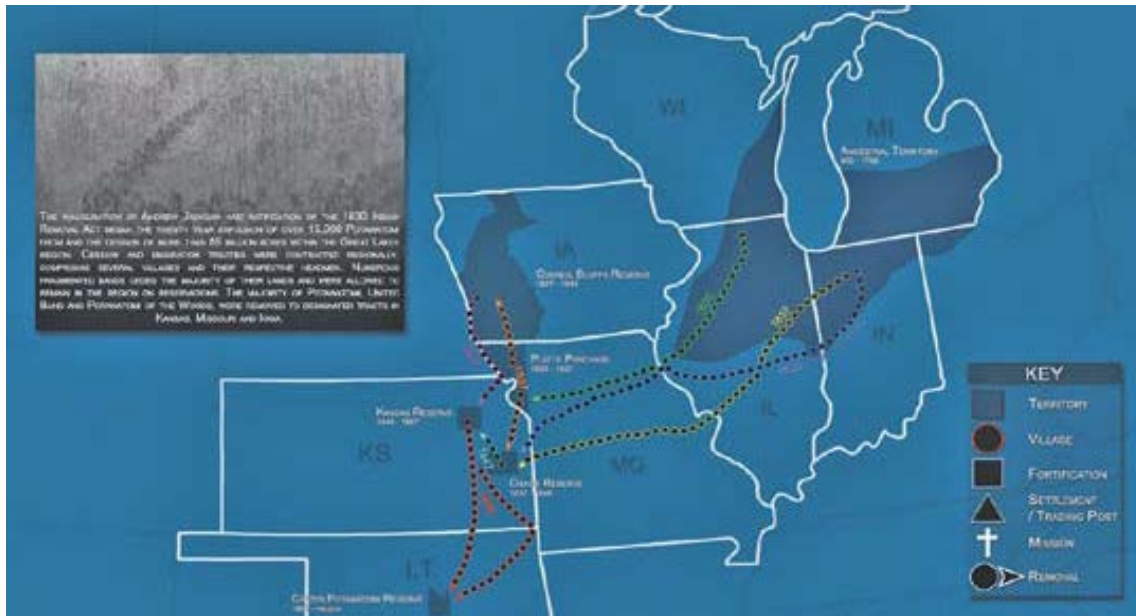 The inauguration of Andrew Jackson and ratification of the 1830 Indian
Removal Act began the twenty year expulsion of over 15,000 Potawatomi
from and the cession of more than 85 million acres within the Great Lakes
region. Cession and emigration treaties were contracted regionally,
comprising several villages and their respective headmen. Numerous
fragmented bands ceded the majority of their lands and were allowed to
remain in the region on reservations. The majority of Potawatomi, United
Band and Potawatomi of the Woods, were removed to designated tracts in
Kansas, Missouri and Iowa.
WI
MI
Ancestral Territory
IA
Council Bluffs Reserve
Platte Purchase
IN
Kansas Reserve
IL
KS
MO
Osage Reserve
I.T.
Citizen Potawatomi Reserve
KEY
Territory
Village
Fortification
Settlement
/ Trading Post
Mission
Removal